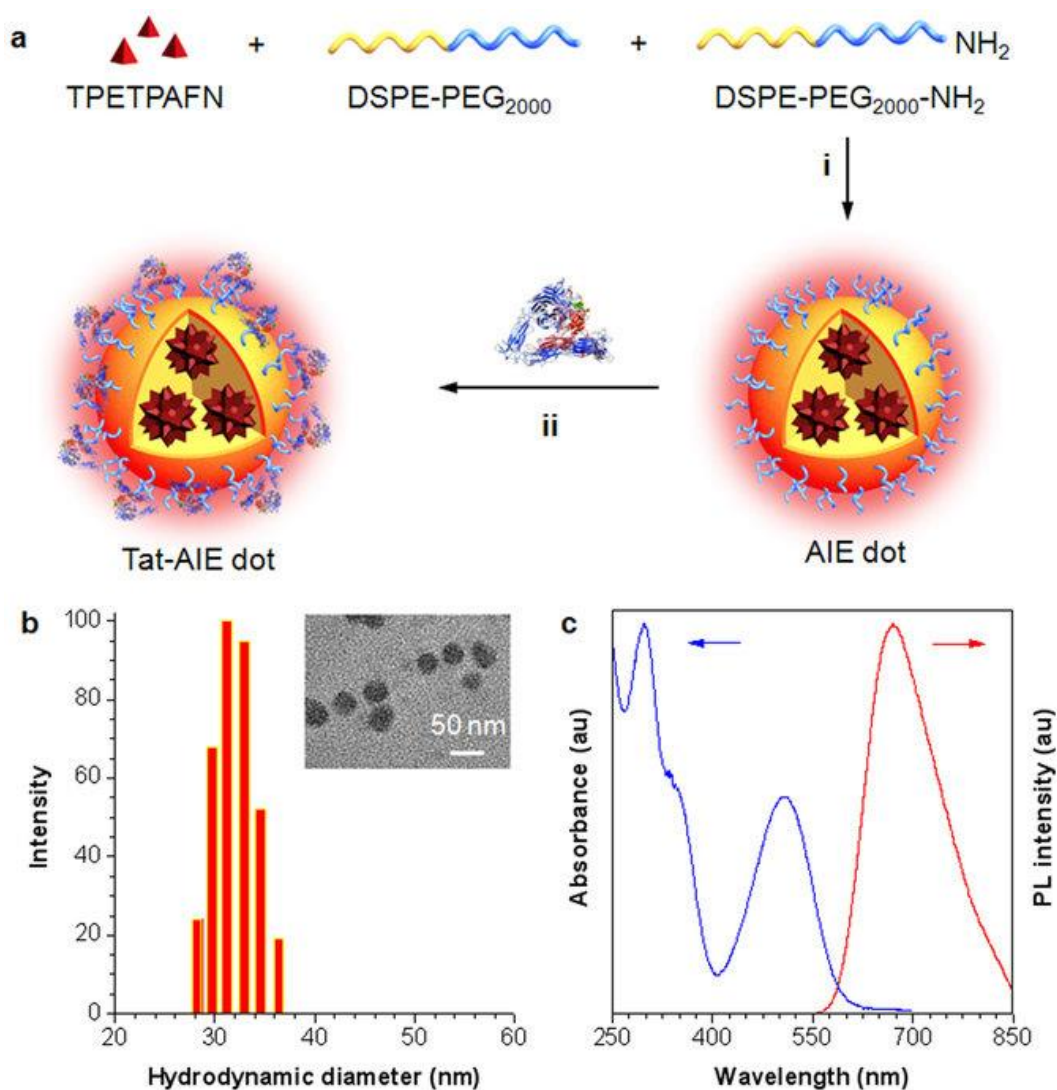 a
+ + NH₂
TPETPAFN DSPE-PEG₂₀₀₀ DSPE-PEG₂₀₀₀-NH₂
i
ii
Tat-AIE dot AIE dot
b
100
80
60
40
20
0
Intensity
50 nm
20 30 40 50 60
Hydrodynamic diameter (nm)
c
Absorbance (au)
PL intensity (au)
250 400 550 700 850
Wavelength (nm)